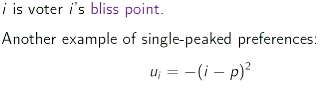 i is voter i's bliss point.
Another example of single-peaked preferences:
uᵢ = −(i − p)²